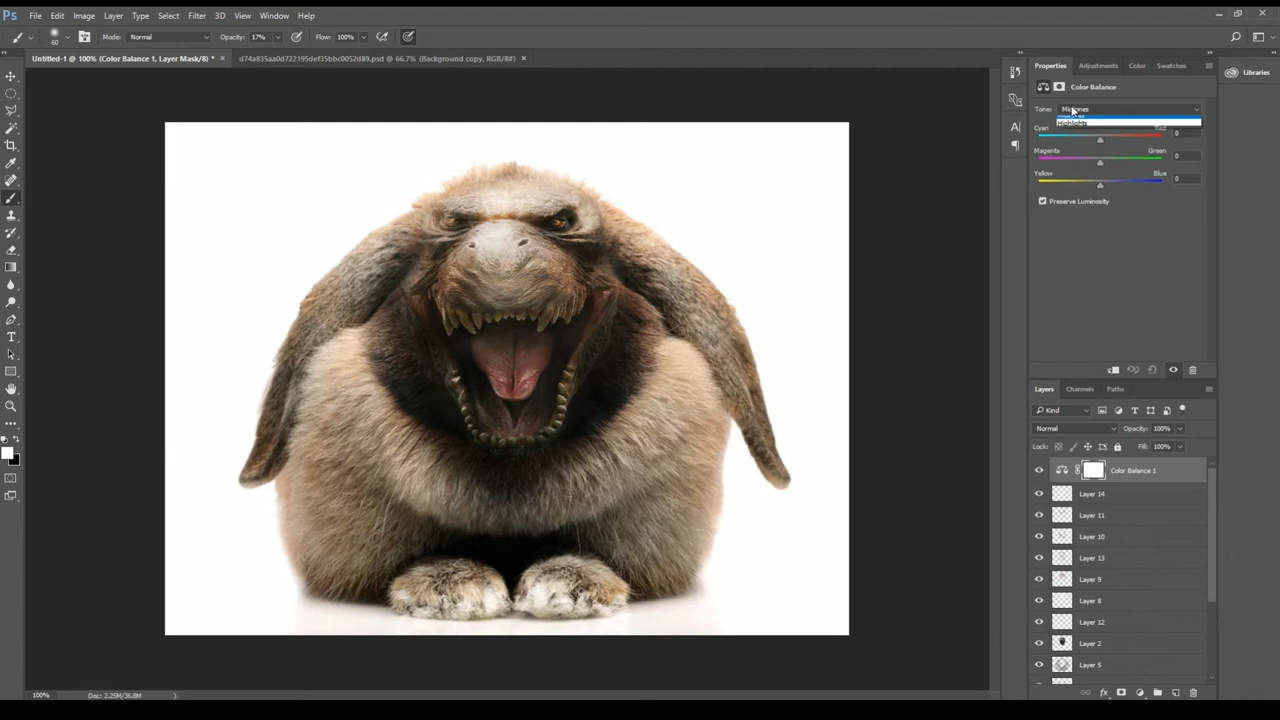 Ps File Edit Image Layer Type Select Filter 3D View Window Help
60 Mode: Normal Opacity: 17% Flow: 100%
Untitled-1 @ 100% (Color Balance 1, Layer Mask/8) * × d74a835aa0d722195def35bbc0052d89.psd @ 66.7% (Background copy, RGB/8#) ×
Properties Adjustments Color Swatches
Libraries
Color Balance
Tone: Midtones
Highlights
Cyan Red 0
Magenta Green 0
Yellow Blue 0
Preserve Luminosity
Layers Channels Paths
Kind
Normal Opacity: 100%
Lock: Fill: 100%
Color Balance 1
Layer 14
Layer 11
Layer 10
Layer 13
Layer 9
Layer 8
Layer 12
Layer 2
Layer 5
100% Doc: 2.25M/36.8M